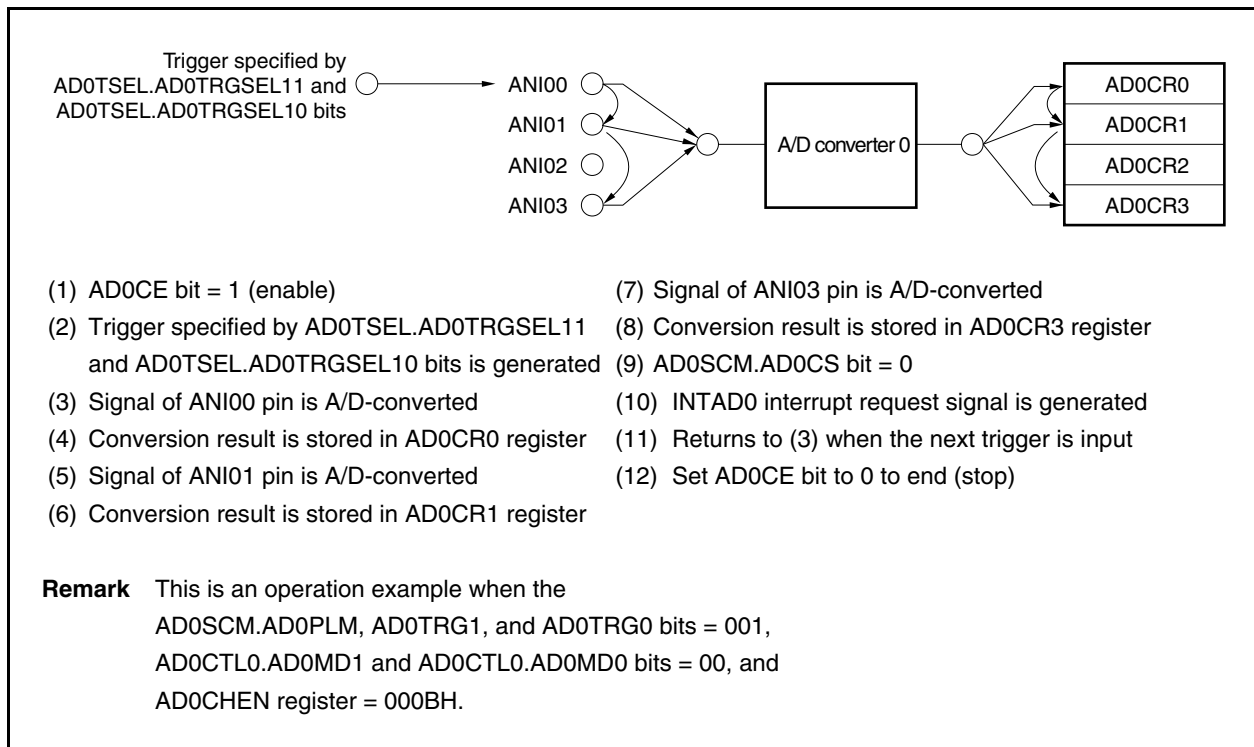 Trigger specified by
AD0TSEL.AD0TRGSEL11 and
AD0TSEL.AD0TRGSEL10 bits
ANI00
ANI01
ANI02
ANI03
A/D converter 0
AD0CR0
AD0CR1
AD0CR2
AD0CR3
(1) AD0CE bit = 1 (enable)
(2) Trigger specified by AD0TSEL.AD0TRGSEL11
and AD0TSEL.AD0TRGSEL10 bits is generated
(3) Signal of ANI00 pin is A/D-converted
(4) Conversion result is stored in AD0CR0 register
(5) Signal of ANI01 pin is A/D-converted
(6) Conversion result is stored in AD0CR1 register
(7) Signal of ANI03 pin is A/D-converted
(8) Conversion result is stored in AD0CR3 register
(9) AD0SCM.AD0CS bit = 0
(10) INTAD0 interrupt request signal is generated
(11) Returns to (3) when the next trigger is input
(12) Set AD0CE bit to 0 to end (stop)
Remark This is an operation example when the
AD0SCM.AD0PLM, AD0TRG1, and AD0TRG0 bits = 001,
AD0CTL0.AD0MD1 and AD0CTL0.AD0MD0 bits = 00, and
AD0CHEN register = 000BH.